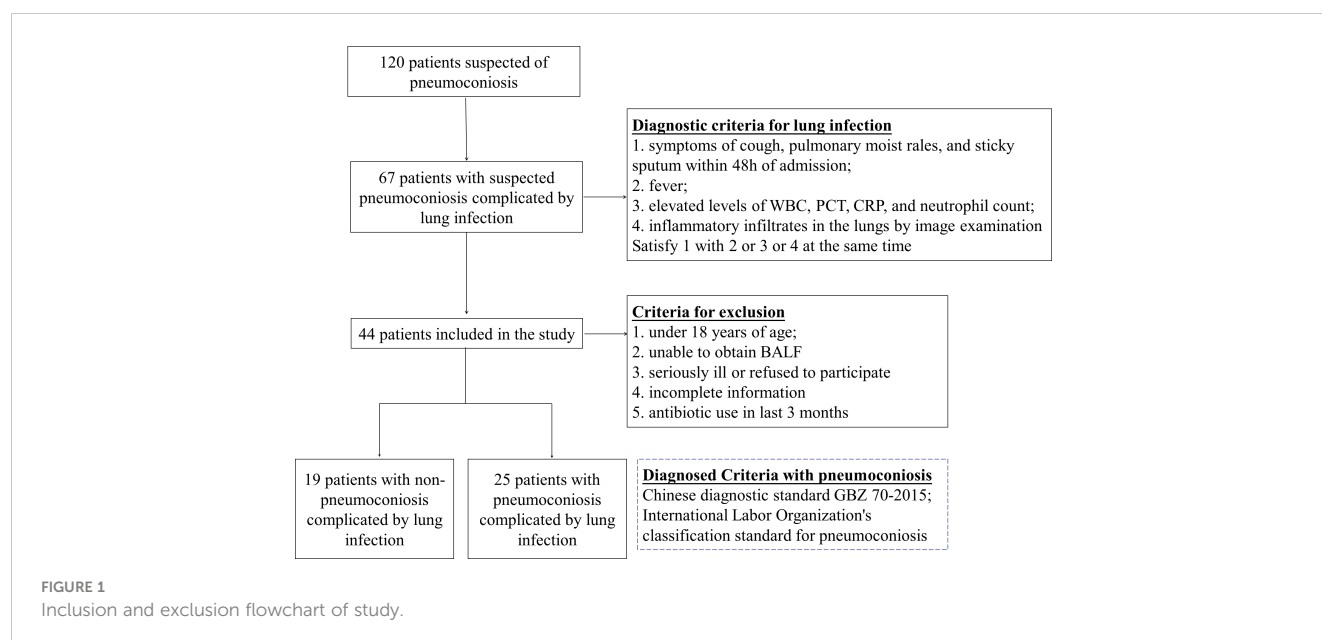 120 patients suspected of
pneumoconiosis
Diagnostic criteria for lung infection
1. symptoms of cough, pulmonary moist rales, and sticky
sputum within 48h of admission;
2. fever;
3. elevated levels of WBC, PCT, CRP, and neutrophil count;
4. inflammatory infiltrates in the lungs by image examination
Satisfy 1 with 2 or 3 or 4 at the same time
67 patients with suspected
pneumoconiosis complicated by
lung infection
Criteria for exclusion
1. under 18 years of age;
2. unable to obtain BALF
3. seriously ill or refused to participate
4. incomplete information
5. antibiotic use in last 3 months
44 patients included in the study
19 patients with non-
pneumoconiosis
complicated by lung
infection
25 patients with
pneumoconiosis
complicated by lung
infection
Diagnosed Criteria with pneumoconiosis
Chinese diagnostic standard GBZ 70-2015;
International Labor Organization's
classification standard for pneumoconiosis
FIGURE 1
Inclusion and exclusion flowchart of study.